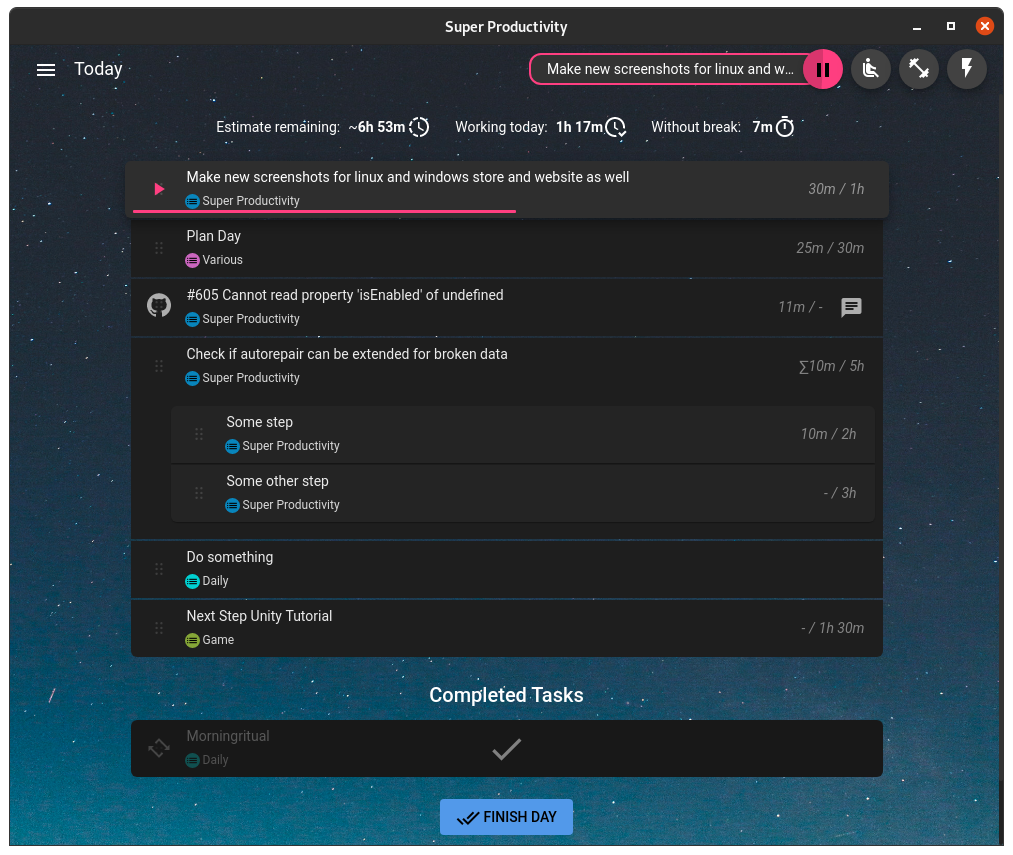 Super Productivity
Today
Make new screenshots for linux and w...
Estimate remaining: ~6h 53m Working today: 1h 17m Without break: 7m
Make new screenshots for linux and windows store and website as well
Super Productivity
30m / 1h
Plan Day
Various
25m / 30m
#605 Cannot read property 'isEnabled' of undefined
Super Productivity
11m / -
Check if autorepair can be extended for broken data
Super Productivity
∑10m / 5h
Some step
Super Productivity
10m / 2h
Some other step
Super Productivity
- / 3h
Do something
Daily
Next Step Unity Tutorial
Game
- / 1h 30m
Completed Tasks
Morningritual
Daily
FINISH DAY